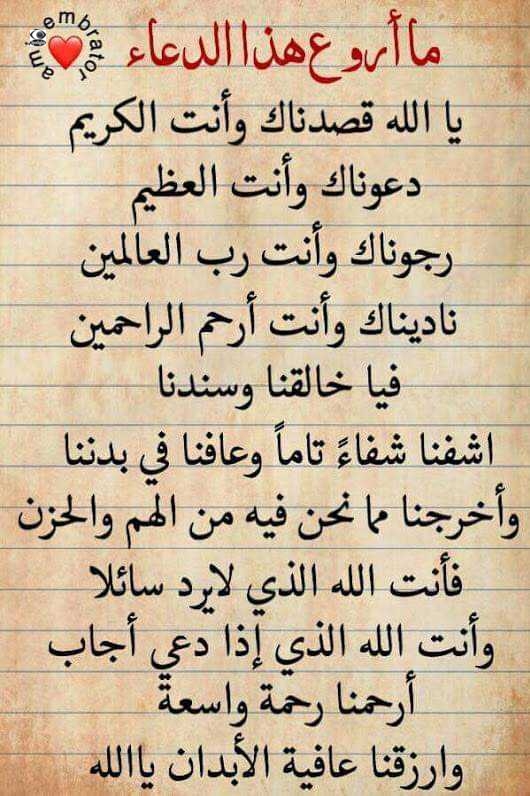 embrator
ama
ما أروع هذا الدعاء
يا الله قصدناك وأنت الكريم
دعوناك وأنت العظيم
رجوناك وأنت رب العالمين
ناديناك وأنت أرحم الراحمين
فيا خالقنا وسندنا
اشفنا شفاءً تاماً وعافنا في بدننا
وأخرجنا مما نحن فيه من الهم والحزن
فأنت الله الذي لايرد سائلا
وأنت الله الذي إذا دعي أجاب
أرحمنا رحمة واسعة
وارزقنا عافية الأبدان ياالله